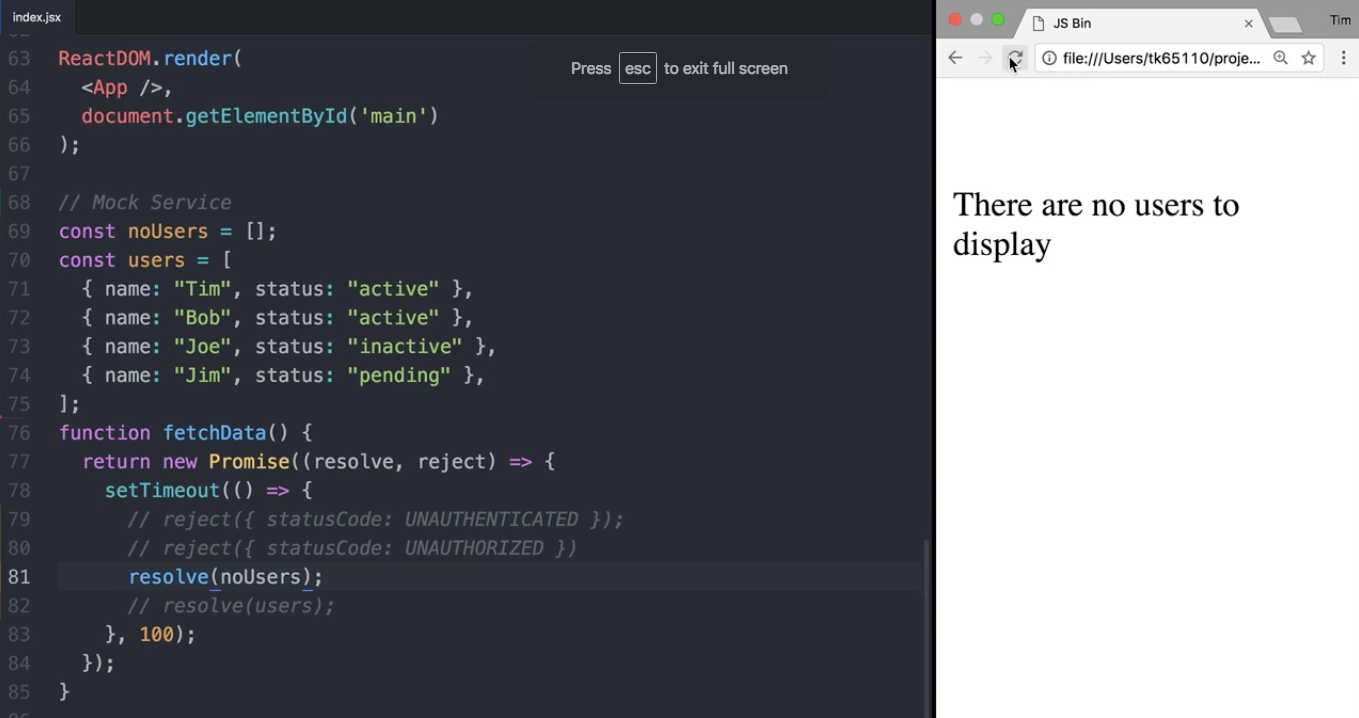 index.jsx
63 ReactDOM.render(
64 <App />,
65 document.getElementById('main')
66 );
67
68 // Mock Service
69 const noUsers = [];
70 const users = [
71 { name: "Tim", status: "active" },
72 { name: "Bob", status: "active" },
73 { name: "Joe", status: "inactive" },
74 { name: "Jim", status: "pending" },
75 ];
76 function fetchData() {
77 return new Promise((resolve, reject) => {
78 setTimeout(() => {
79 // reject({ statusCode: UNAUTHENTICATED });
80 // reject({ statusCode: UNAUTHORIZED })
81 resolve(noUsers);
82 // resolve(users);
83 }, 100);
84 });
85 }
Press esc to exit full screen
JS Bin
Tim
file:///Users/tk65110/proje...
There are no users to
display